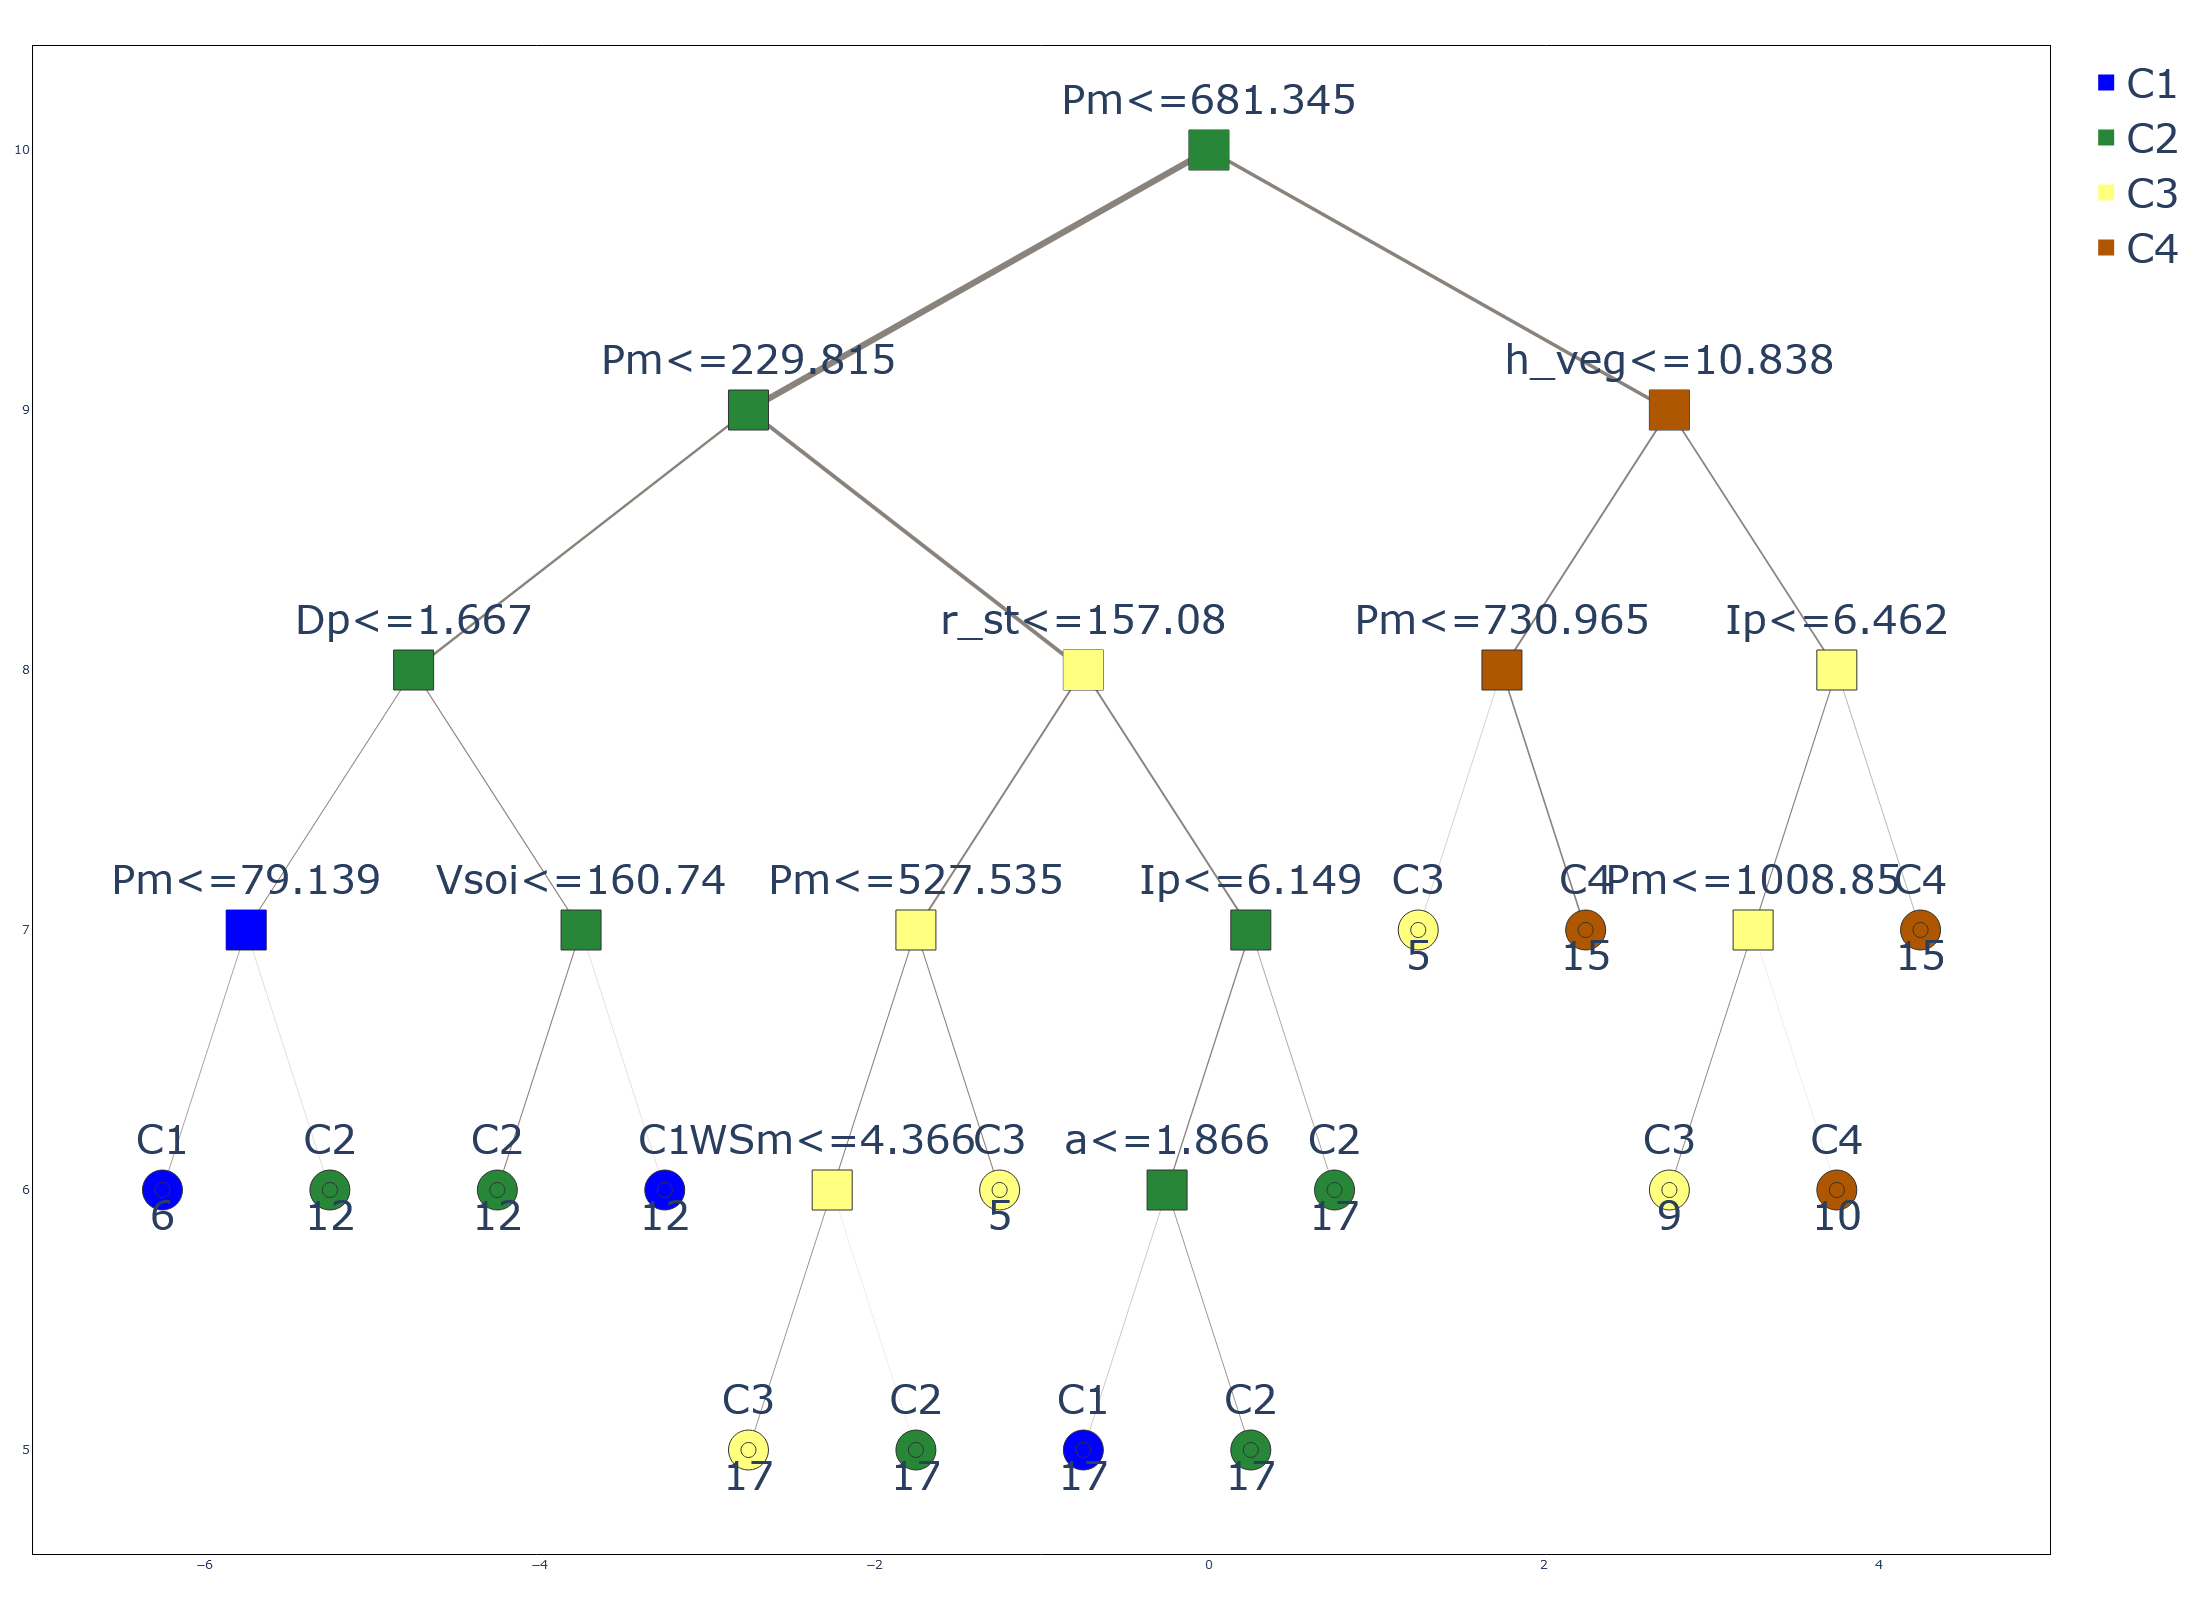 Pm<=681.345
C1
C2
C3
C4
10
Pm<=229.815
h_veg<=10.838
9
Dp<=1.667
r_st<=157.08
Pm<=730.965
Ip<=6.462
8
Pm<=79.139
Vsoi<=160.74
Pm<=527.535
Ip<=6.149
C3
C4
Pm<=1008.85
C4
7
5
15
15
C1
C2
C2
C1
WSm<=4.366
C3
a<=1.866
C2
C3
C4
6
6
12
12
12
5
17
9
10
C3
C2
C1
C2
5
17
17
17
17
−6
−4
−2
0
2
4